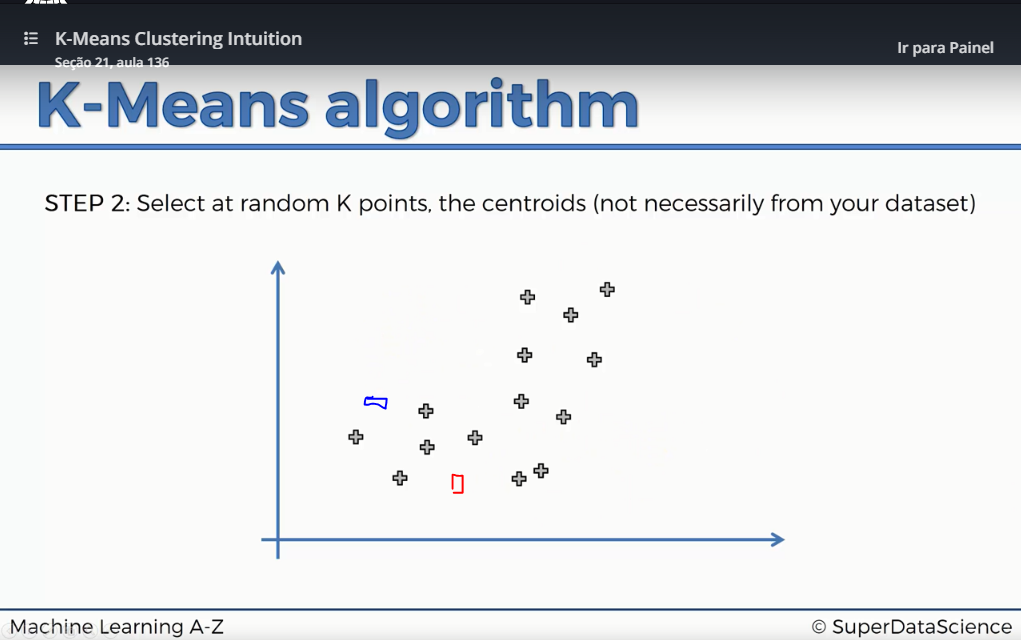 K-Means Clustering Intuition
Seção 21, aula 136
Ir para Painel
K-Means algorithm
STEP 2: Select at random K points, the centroids (not necessarily from your dataset)
Machine Learning A-Z
© SuperDataScience